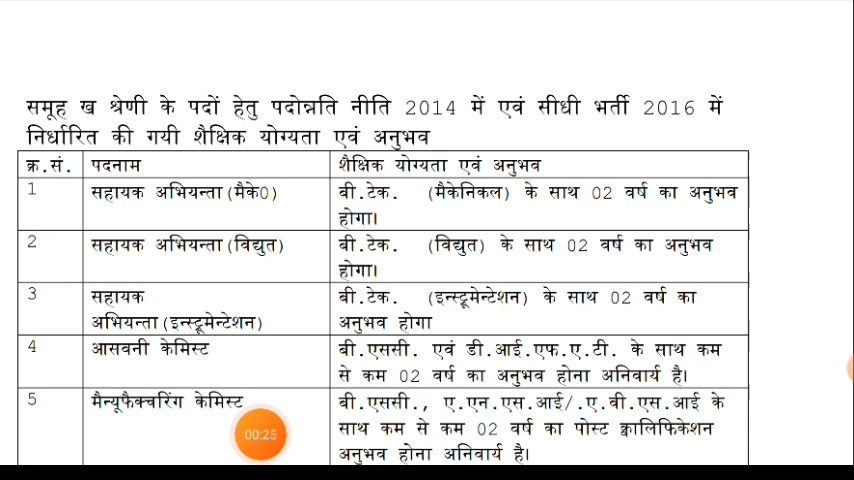 समूह ख श्रेणी के पदों हेतु पदोन्नति नीति 2014 में एवं सीधी भर्ती 2016 में
निर्धारित की गयी शैक्षिक योग्यता एवं अनुभव
क्र.सं. पदनाम शैक्षिक योग्यता एवं अनुभव
1 सहायक अभियन्ता(मैके0) बी.टेक. (मैकेनिकल) के साथ 02 वर्ष का अनुभव
होगा।
2 सहायक अभियन्ता(विद्युत) बी.टेक. (विद्युत) के साथ 02 वर्ष का अनुभव
होगा।
3 सहायक बी.टेक. (इन्स्ट्रूमेन्टेशन) के साथ 02 वर्ष का
अभियन्ता(इन्स्ट्रूमेन्टेशन) अनुभव होगा
4 आसवनी केमिस्ट बी.एससी. एवं डी.आई.एफ.ए.टी. के साथ कम
से कम 02 वर्ष का अनुभव होना अनिवार्य है।
5 मैन्यूफैक्चरिंग केमिस्ट बी.एससी., ए.एन.एस.आई/.ए.वी.एस.आई के
साथ कम से कम 02 वर्ष का पोस्ट क्वालिफिकेशन
अनुभव होना अनिवार्य है।
00:25